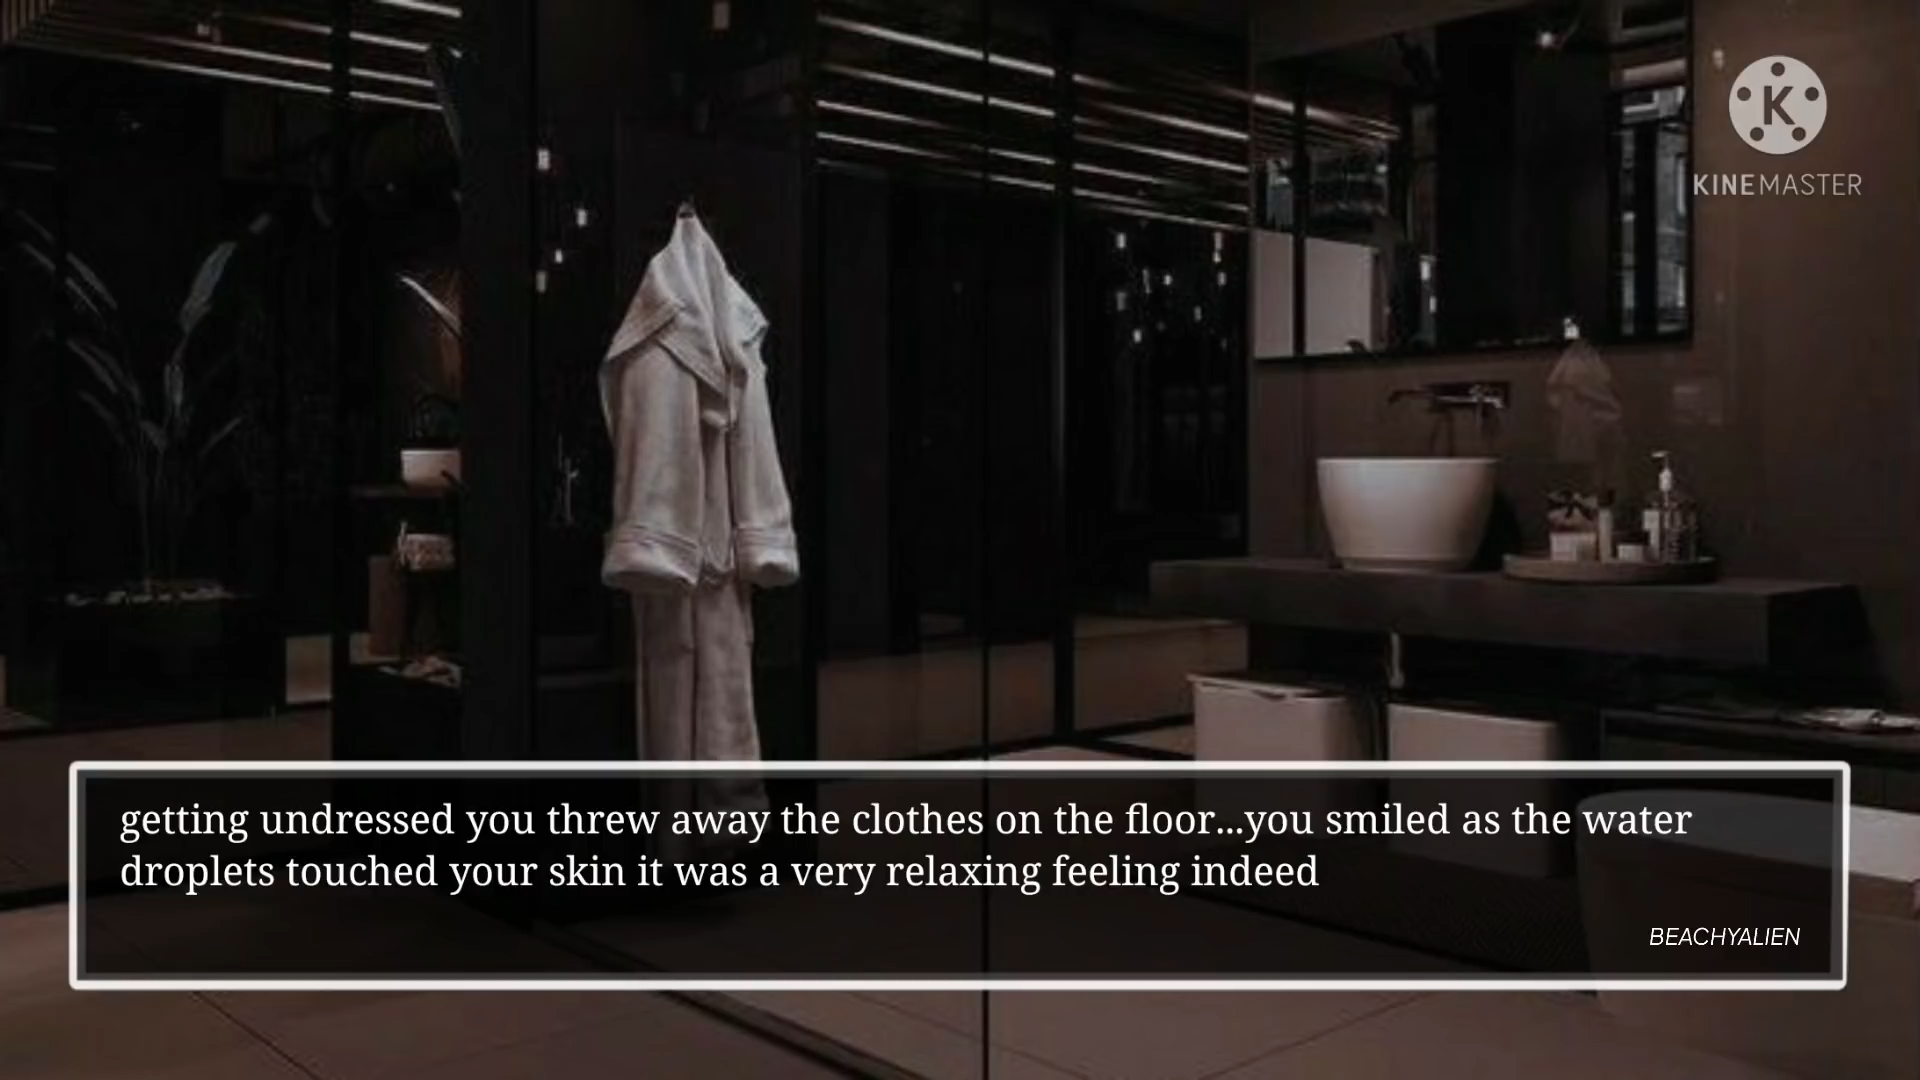 KINEMASTER
getting undressed you threw away the clothes on the floor...you smiled as the water
droplets touched your skin it was a very relaxing feeling indeed
BEACHYALIEN